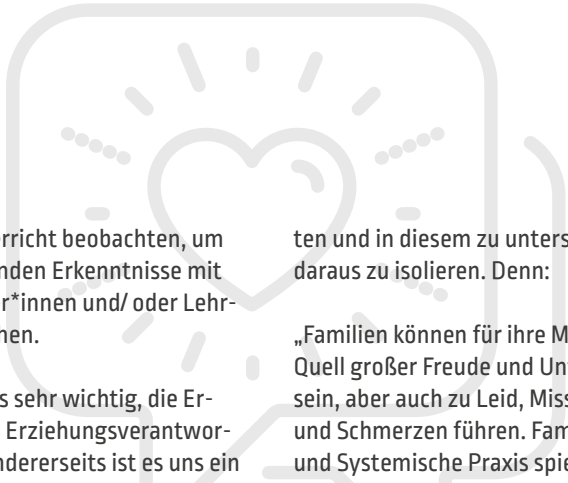 rricht beobachten, um
nden Erkenntnisse mit
r*innen und/ oder Lehr-
hen.
s sehr wichtig, die Er-
Erziehungsverantwor-
ndererseits ist es uns ein
ten und in diesem zu unters
daraus zu isolieren. Denn:
„Familien können für ihre M
Quell großer Freude und Un
sein, aber auch zu Leid, Miss
und Schmerzen führen. Fam
und Systemische Praxis spie